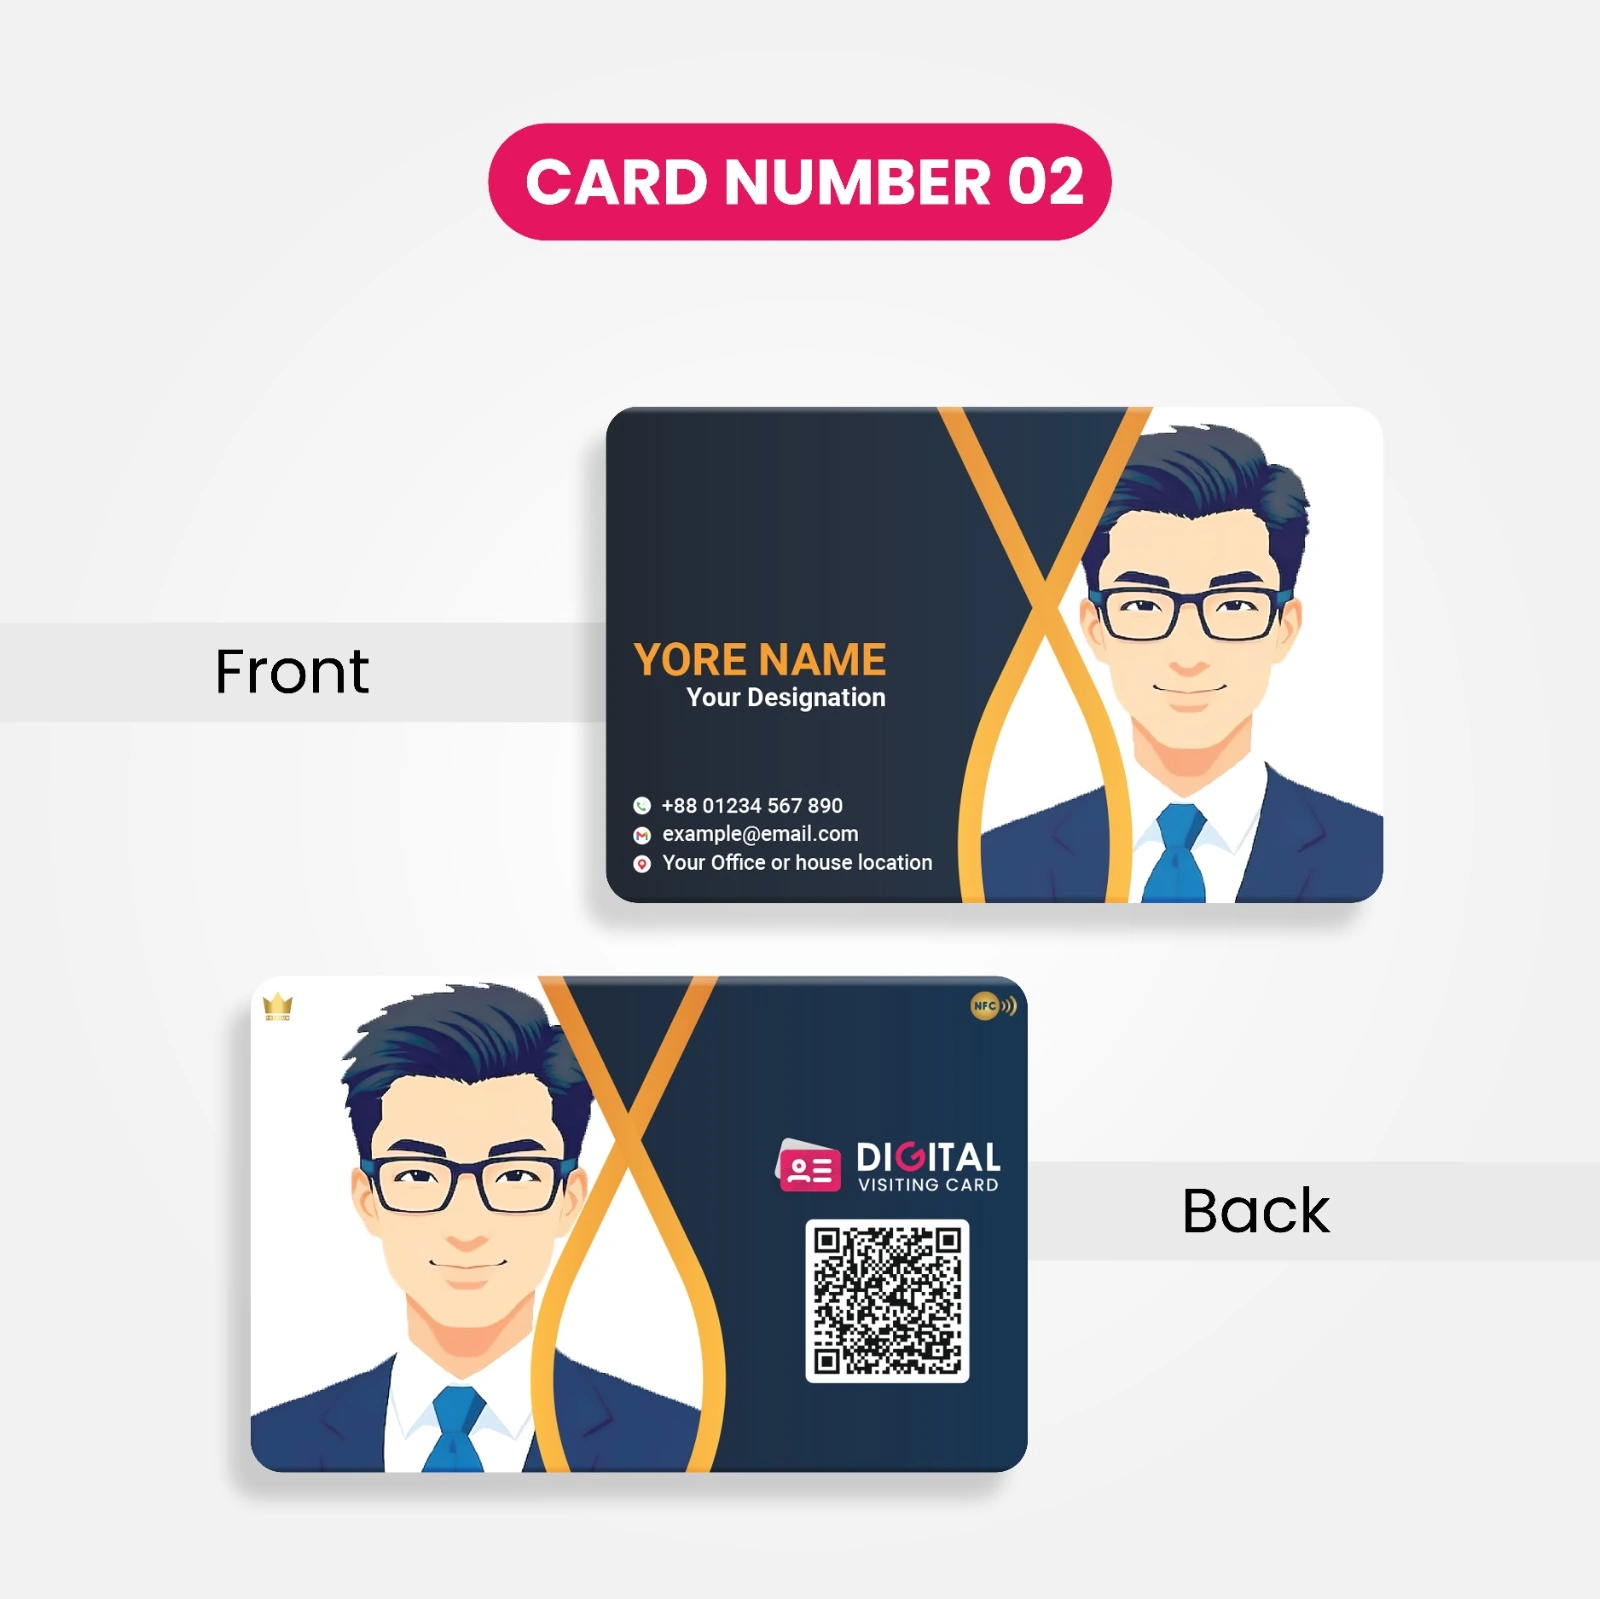 CARD NUMBER 02
Front
YORE NAME
Your Designation
+88 01234 567 890
example@email.com
Your Office or house location
NFC
DIGITAL
VISITING CARD
Back